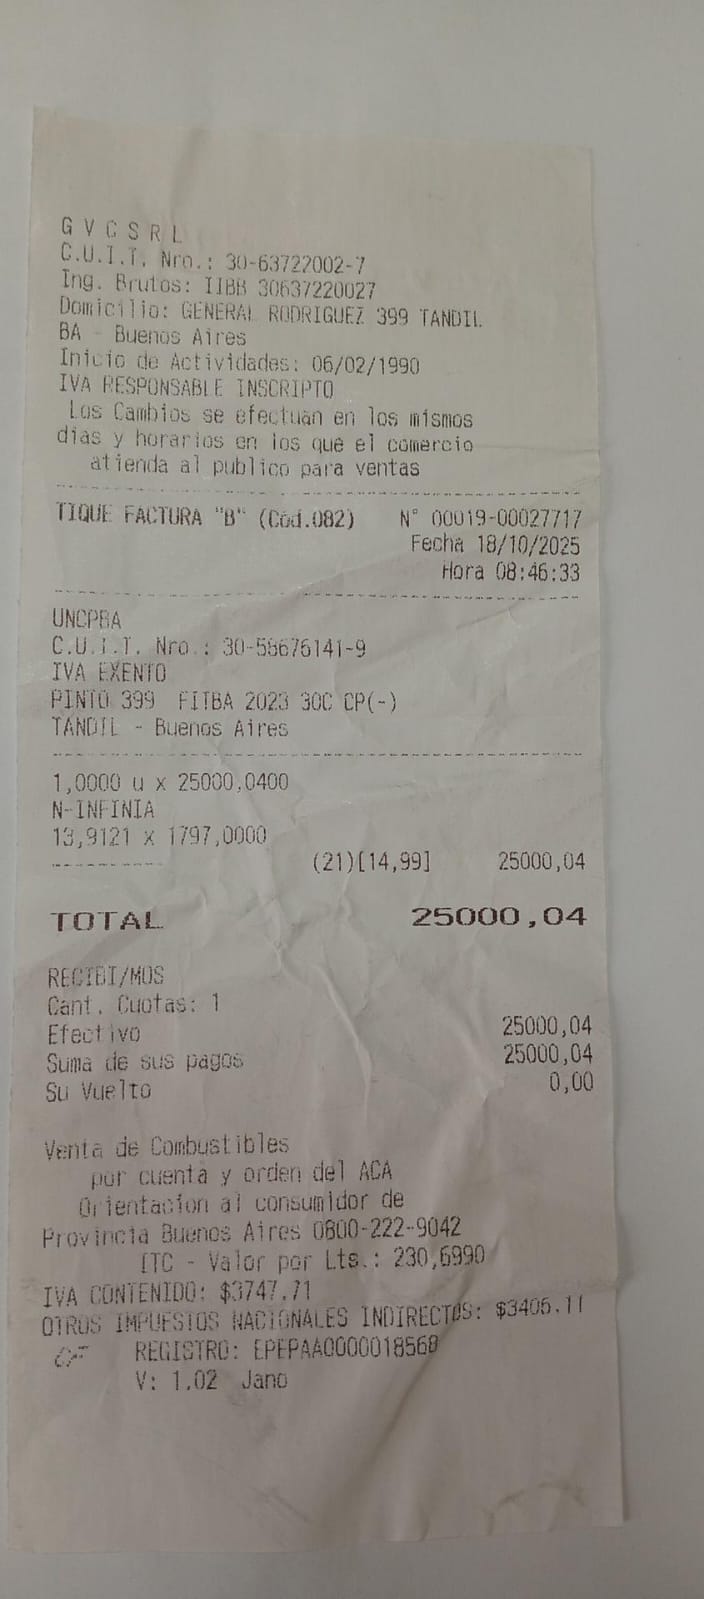 G V C S R L
C.U.I.T. Nro.: 30-63722002-7
Ing. Brutos: IIBB 30637220027
Domicilio: GENERAL RODRIGUEZ 399 TANDIL
BA - Buenos Aires
Inicio de Actividades: 06/02/1990
IVA RESPONSABLE INSCRIPTO
Los Cambios se efectuan en los mismos
dias y horarios en los que el comercio
atienda al publico para ventas
TIQUE FACTURA "B" (Cód.082) N° 00019-00027717
Fecha 18/10/2025
Hora 08:46:33
UNCPBA
C.U.I.T. Nro.: 30-58676141-9
IVA EXENTO
PINTO 399 FITBA 2023 30C CP(-)
TANDIL - Buenos Aires
1,0000 u x 25000,0400
N-INFINIA
13,9121 x 1797,0000
(21)[14,99] 25000,04
TOTAL 25000,04
RECIBI/MOS
Cant. Cuotas: 1
Efectivo 25000,04
Suma de sus pagos 25000,04
Su Vuelto 0,00
Venta de Combustibles
por cuenta y orden del ACA
Orientacion al consumidor de
Provincia Buenos Aires 0800-222-9042
ITC - Valor por Lts.: 230,6990
IVA CONTENIDO: $3747.71
OTROS IMPUESTOS NACIONALES INDIRECTOS: $3406.11
CF REGISTRO: EPEPAA0000018568
V: 1.02 Jano